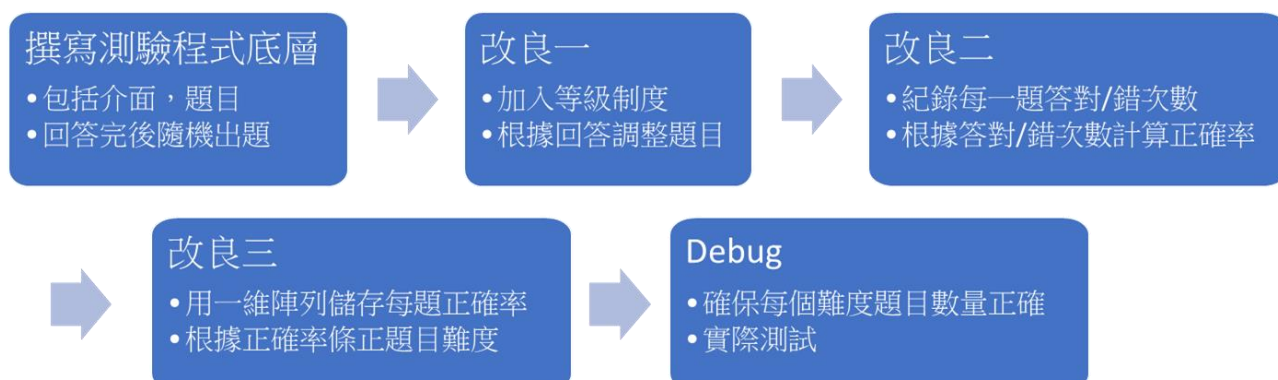 撰寫測驗程式底層
•包括介面，題目
•回答完後隨機出題
改良一
•加入等級制度
•根據回答調整題目
改良二
•紀錄每一題答對/錯次數
•根據答對/錯次數計算正確率
改良三
•用一維陣列儲存每題正確率
•根據正確率條正題目難度
Debug
•確保每個難度題目數量正確
•實際測試